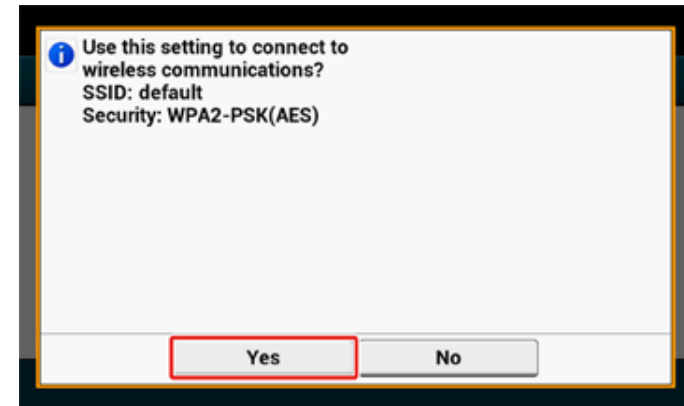 Use this setting to connect to
wireless communications?
SSID: default
Security: WPA2-PSK(AES)
Yes
No